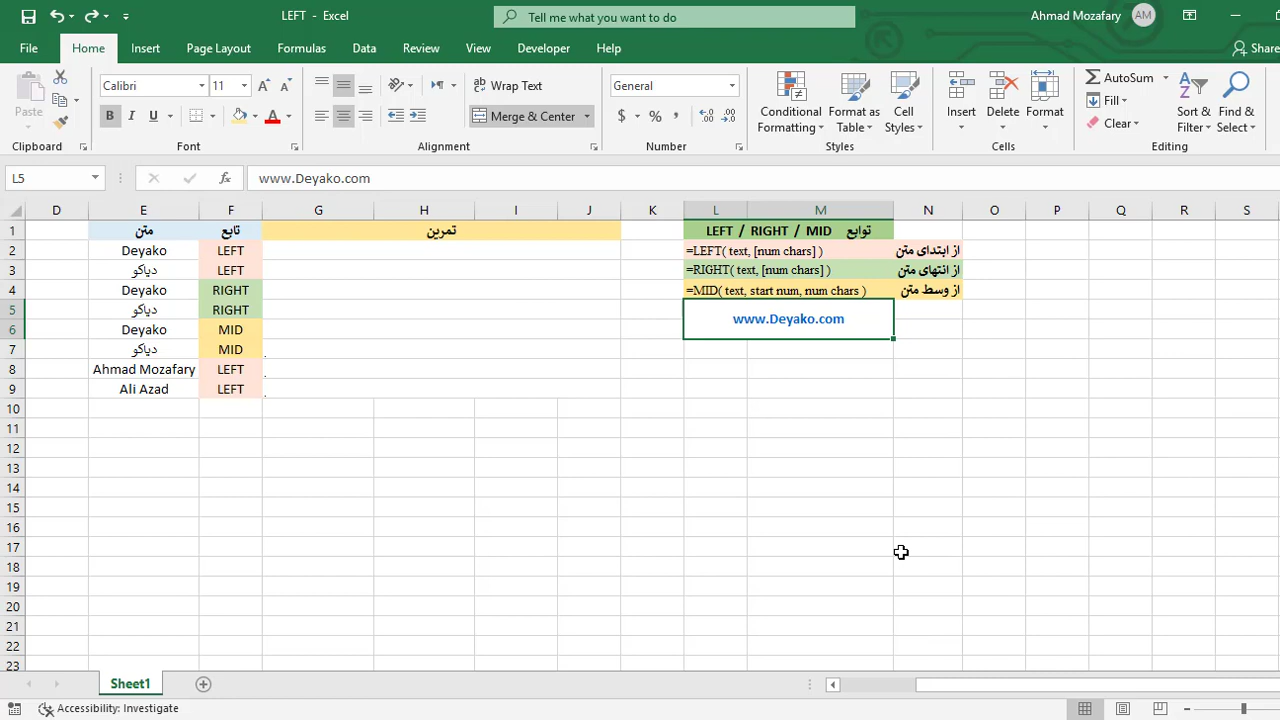 LEFT - Excel
Tell me what you want to do
Ahmad Mozafary AM
File Home Insert Page Layout Formulas Data Review View Developer Help Share
Paste
Calibri 11
B I U
Wrap Text
Merge & Center
General
$ % ,
Conditional Formatting
Format as Table
Cell Styles
Insert
Delete
Format
AutoSum
Fill
Clear
Sort & Filter
Find & Select
Clipboard Font Alignment Number Styles Cells Editing
L5 fx www.Deyako.com
D E F G H I J K L M N O P Q R S
1 متن تابع تمرین توابع LEFT / RIGHT / MID
2 Deyako LEFT =LEFT( text, [num chars] ) از ابتدای متن
3 دیاکو LEFT =RIGHT( text, [num chars] ) از انتهای متن
4 Deyako RIGHT =MID( text, start num, num chars ) از وسط متن
5 دیاکو RIGHT www.Deyako.com
6 Deyako MID
7 دیاکو MID .
8 Ahmad Mozafary LEFT .
9 Ali Azad LEFT .
10
11
12
13
14
15
16
17
18
19
20
21
22
23
Sheet1
Accessibility: Investigate